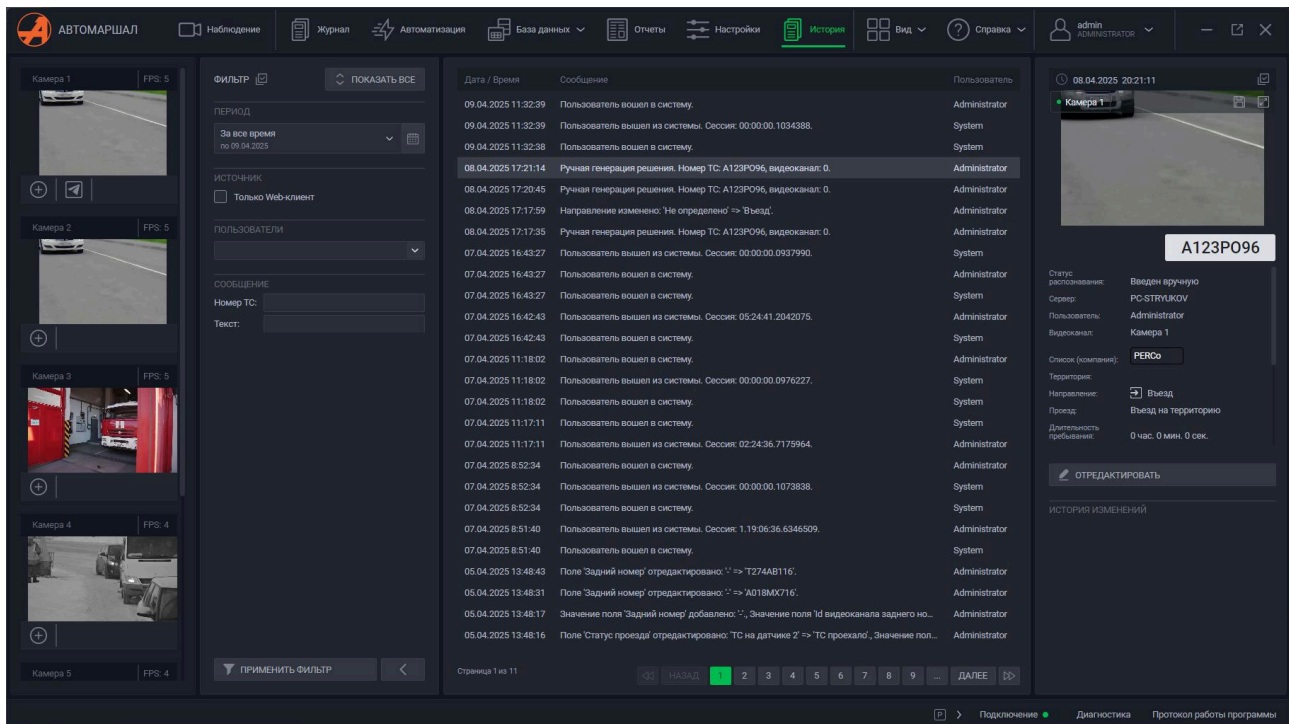 АВТОМАРШАЛ
Наблюдение
Журнал
Автоматизация
База данных
Отчеты
Настройки
История
Вид
Справка
admin
ADMINISTRATOR
Камера 1 FPS: 5
Камера 2 FPS: 5
Камера 3 FPS: 5
Камера 4 FPS: 4
Камера 5 FPS: 4
ФИЛЬТР
ПОКАЗАТЬ ВСЕ
ПЕРИОД
За все время
по 09.04.2025
ИСТОЧНИК
Только Web-клиент
ПОЛЬЗОВАТЕЛИ
СООБЩЕНИЕ
Номер ТС:
Текст:
ПРИМЕНИТЬ ФИЛЬТР
Дата / Время Сообщение Пользователь
09.04.2025 11:32:39 Пользователь вошел в систему. Administrator
09.04.2025 11:32:39 Пользователь вышел из системы. Сессия: 00:00:00.1034388. System
09.04.2025 11:32:38 Пользователь вошел в систему. System
08.04.2025 17:21:14 Ручная генерация решения. Номер ТС: А123РО96, видеоканал: 0. Administrator
08.04.2025 17:20:45 Ручная генерация решения. Номер ТС: А123РО96, видеоканал: 0. Administrator
08.04.2025 17:17:59 Направление изменено: 'Не определено' => 'Въезд'. Administrator
08.04.2025 17:17:35 Ручная генерация решения. Номер ТС: А123РО96, видеоканал: 0. Administrator
07.04.2025 16:43:27 Пользователь вышел из системы. Сессия: 00:00:00.0937990. System
07.04.2025 16:43:27 Пользователь вошел в систему. Administrator
07.04.2025 16:43:27 Пользователь вошел в систему. System
07.04.2025 16:42:43 Пользователь вышел из системы. Сессия: 05:24:41.2042075. Administrator
07.04.2025 16:42:43 Пользователь вошел в систему. System
07.04.2025 11:18:02 Пользователь вошел в систему. Administrator
07.04.2025 11:18:02 Пользователь вышел из системы. Сессия: 00:00:00.0976227. System
07.04.2025 11:18:02 Пользователь вошел в систему. System
07.04.2025 11:17:11 Пользователь вошел в систему. System
07.04.2025 11:17:11 Пользователь вышел из системы. Сессия: 02:24:36.7175964. Administrator
07.04.2025 8:52:34 Пользователь вошел в систему. Administrator
07.04.2025 8:52:34 Пользователь вышел из системы. Сессия: 00:00:00.1073838. System
07.04.2025 8:52:34 Пользователь вошел в систему. System
07.04.2025 8:51:40 Пользователь вышел из системы. Сессия: 1.19:06:36.6346509. Administrator
07.04.2025 8:51:40 Пользователь вошел в систему. System
05.04.2025 13:48:43 Поле 'Задний номер' отредактировано: '-' => 'Т274АВ116'. Administrator
05.04.2025 13:48:31 Поле 'Задний номер' отредактировано: '-' => 'А018МХ716'. Administrator
05.04.2025 13:48:17 Значение поля 'Задний номер' добавлено: '-'., Значение поля 'Id видеоканала заднего но... Administrator
05.04.2025 13:48:16 Поле 'Статус проезда' отредактировано: 'ТС на датчике 2' => 'ТС проехало'., Значение пол... Administrator
Страница 1 из 11
НАЗАД 1 2 3 4 5 6 7 8 9 ... ДАЛЕЕ
08.04.2025 20:21:11
Камера 1
А123РО96
Статус распознавания: Введен вручную
Сервер: PC-STRYUKOV
Пользователь: Administrator
Видеоканал: Камера 1
Список (компания): PERCo
Территория:
Направление: Въезд
Проезд: Въезд на территорию
Длительность пребывания: 0 час. 0 мин. 0 сек.
ОТРЕДАКТИРОВАТЬ
ИСТОРИЯ ИЗМЕНЕНИЙ
P
Подключение
Диагностика
Протокол работы программы